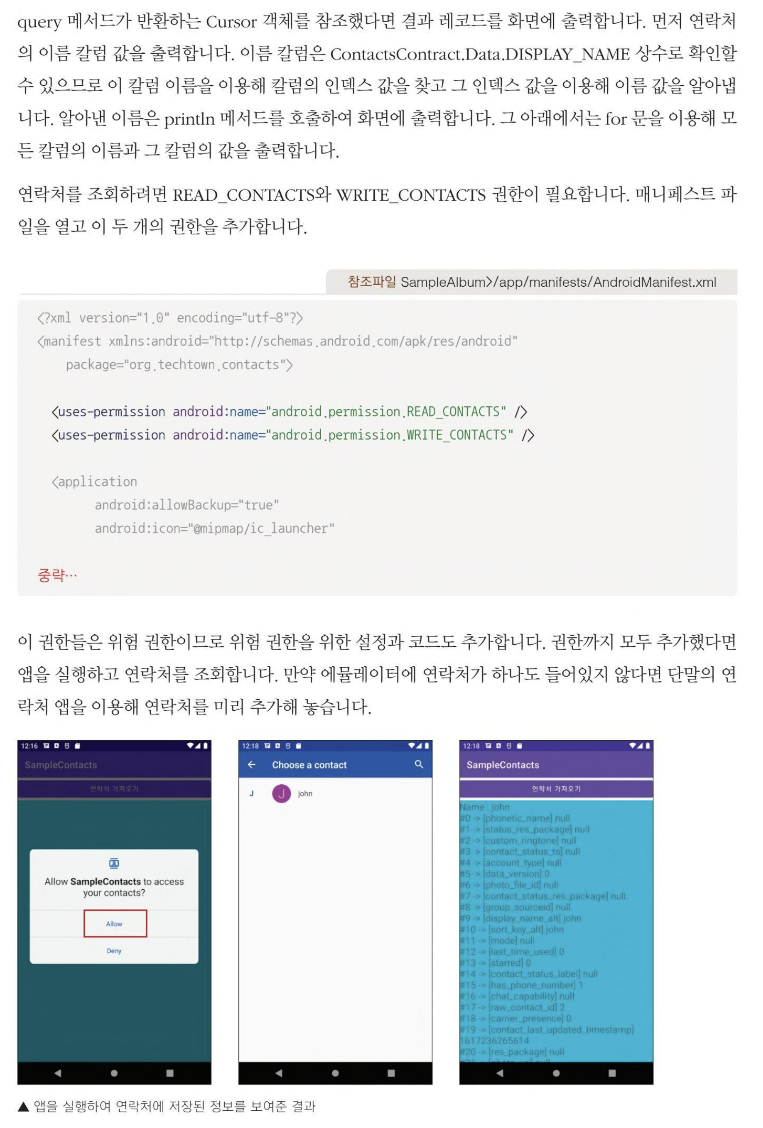 query 메서드가 반환하는 Cursor 객체를 참조했다면 결과 레코드를 화면에 출력합니다. 먼저 연락처
의 이름 칼럼 값을 출력합니다. 이름 칼럼은 ContactsContract.Data.DISPLAY_NAME 상수로 확인할
수 있으므로 이 칼럼 이름을 이용해 칼럼의 인덱스 값을 찾고 그 인덱스 값을 이용해 이름 값을 알아냅
니다. 알아낸 이름은 println 메서드를 호출하여 화면에 출력합니다. 그 아래에서는 for 문을 이용해 모
든 칼럼의 이름과 그 칼럼의 값을 출력합니다.
연락처를 조회하려면 READ_CONTACTS와 WRITE_CONTACTS 권한이 필요합니다. 매니페스트 파
일을 열고 이 두 개의 권한을 추가합니다.
참조파일 SampleAlbum>/app/manifests/AndroidManifest.xml
<?xml version="1.0" encoding="utf-8"?>
<manifest xmlns:android="http://schemas.android.com/apk/res/android"
package="org.techtown.contacts">
<uses-permission android:name="android.permission.READ_CONTACTS" />
<uses-permission android:name="android.permission.WRITE_CONTACTS" />
<application
android:allowBackup="true"
android:icon="@mipmap/ic_launcher"
중략…
이 권한들은 위험 권한이므로 위험 권한을 위한 설정과 코드도 추가합니다. 권한까지 모두 추가했다면
앱을 실행하고 연락처를 조회합니다. 만약 에뮬레이터에 연락처가 하나도 들어있지 않다면 단말의 연
락처 앱을 이용해 연락처를 미리 추가해 놓습니다.
12:16
SampleContacts
연락처 가져오기
Allow SampleContacts to access
your contacts?
Allow
Deny
12:18
Choose a contact
J
J
john
12:18
SampleContacts
연락처 가져오기
Name : john
#0 -> [phonetic_name] null
#1 -> [status_res_package] null
#2 -> [custom_ringtone] null
#3 -> [contact_status_ts] null
#4 -> [account_type] null
#5 -> [data_version] 0
#6 -> [photo_file_id] null
#7 -> [contact_status_res_package] null
#8 -> [group_sourceid] null
#9 -> [display_name_alt] john
#10 -> [sort_key_alt] john
#11 -> [mode] null
#12 -> [last_time_used] 0
#13 -> [starred] 0
#14 -> [contact_status_label] null
#15 -> [has_phone_number] 1
#16 -> [chat_capability] null
#17 -> [raw_contact_id] 2
#18 -> [carrier_presence] 0
#19 -> [contact_last_updated_timestamp]
1617236265614
#20 -> [res_package] null
▲ 앱을 실행하여 연락처에 저장된 정보를 보여준 결과